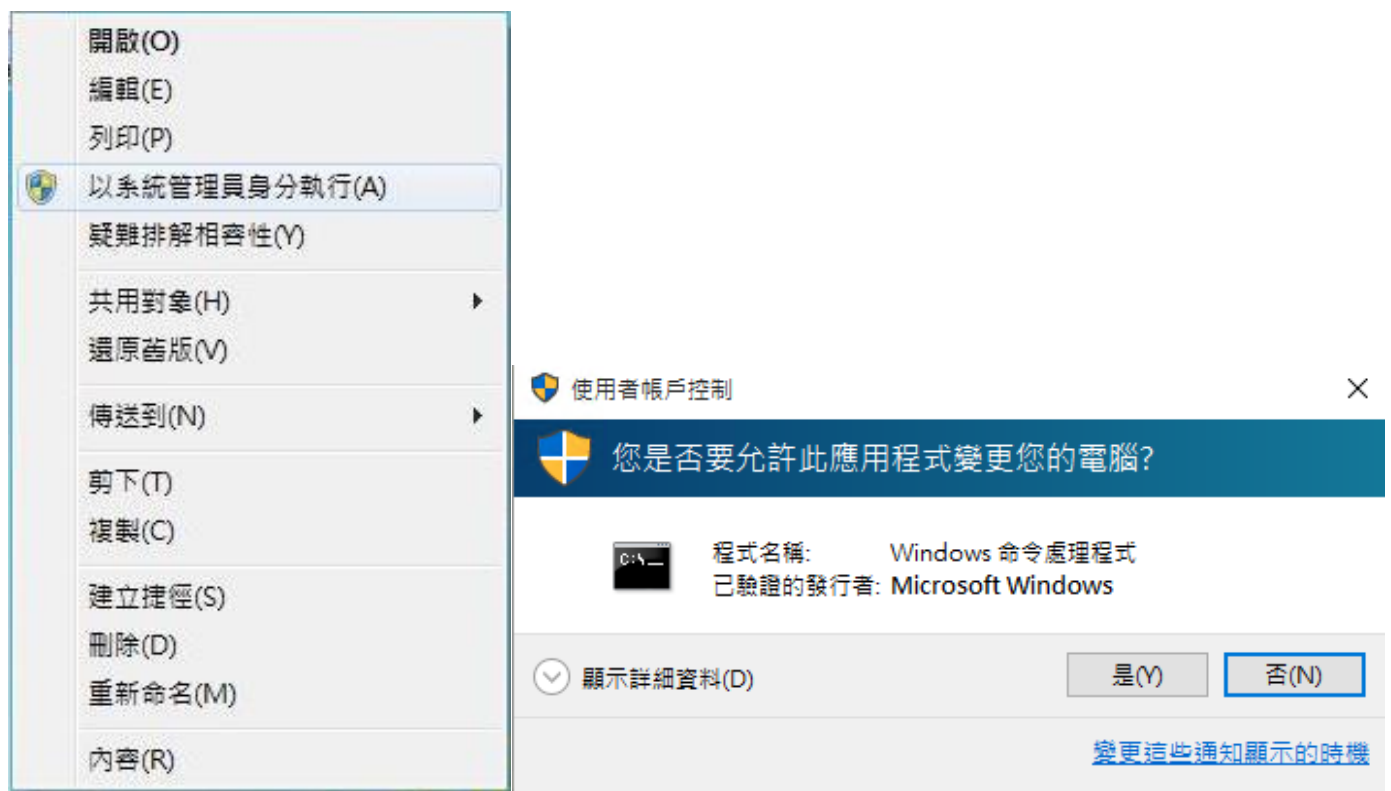 開啟(O)
編輯(E)
列印(P)
以系統管理員身分執行(A)
疑難排解相容性(Y)
共用對象(H)
還原舊版(V)
傳送到(N)
剪下(T)
複製(C)
建立捷徑(S)
刪除(D)
重新命名(M)
內容(R)
使用者帳戶控制
您是否要允許此應用程式變更您的電腦?
C:\_
程式名稱: Windows 命令處理程式
已驗證的發行者: Microsoft Windows
顯示詳細資料(D)
是(Y)
否(N)
變更這些通知顯示的時機